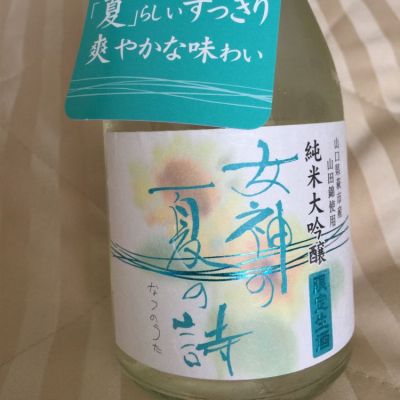 「夏」らしいすっきり
爽やかな味わい
山口県萩市産
山田錦使用
純米大吟醸
限定生酒
女神の
夏の詩
なつのうた